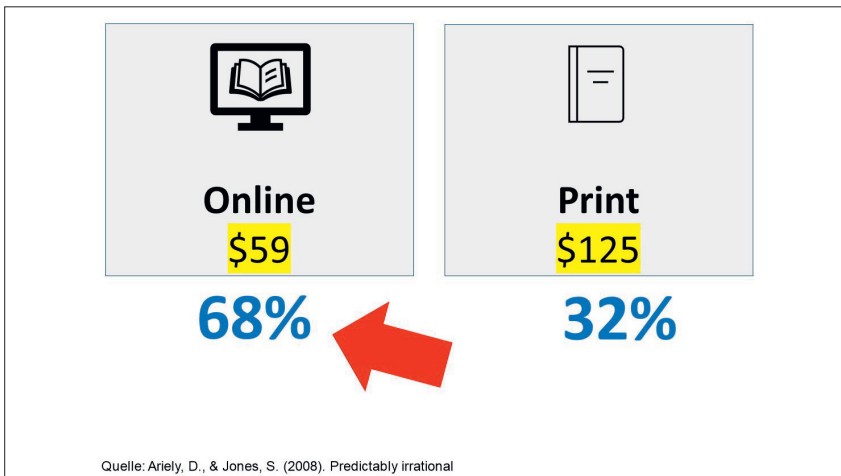 Online
$59
68%
Print
$125
32%
Quelle: Ariely, D., & Jones, S. (2008). Predictably irrational